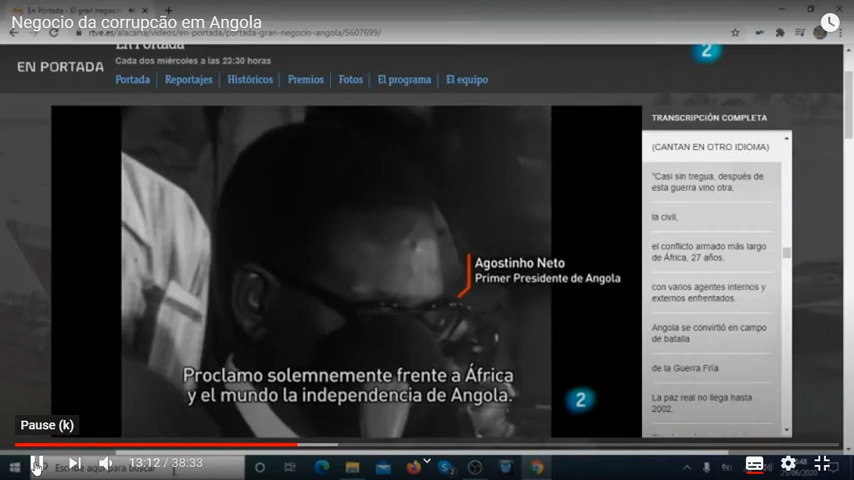 En Portada - El gran negoc
Negocio da corrupcão em Angola
rtve.es/alacarta/videos/en-portada/portada-gran-negocio-angola/5607699/
EN PORTADA
En Portada
Cada dos miércoles a las 23:30 horas
Portada
Reportajes
Históricos
Premios
Fotos
El programa
El equipo
2
TRANSCRIPCIÓN COMPLETA
(CANTAN EN OTRO IDIOMA)
"Casi sin tregua, después de
esta guerra vino otra,
la civil,
el conflicto armado más largo
de África, 27 años,
con varios agentes internos y
externos enfrentados.
Angola se convirtió en campo
de batalla
de la Guerra Fría
La paz real no llega hasta
2002.
Agostinho Neto
Primer Presidente de Angola
Proclamo solemnemente frente a África
y el mundo la independencia de Angola.
2
Pause (k)
13:12 / 38:33
Escribe aquí para buscar